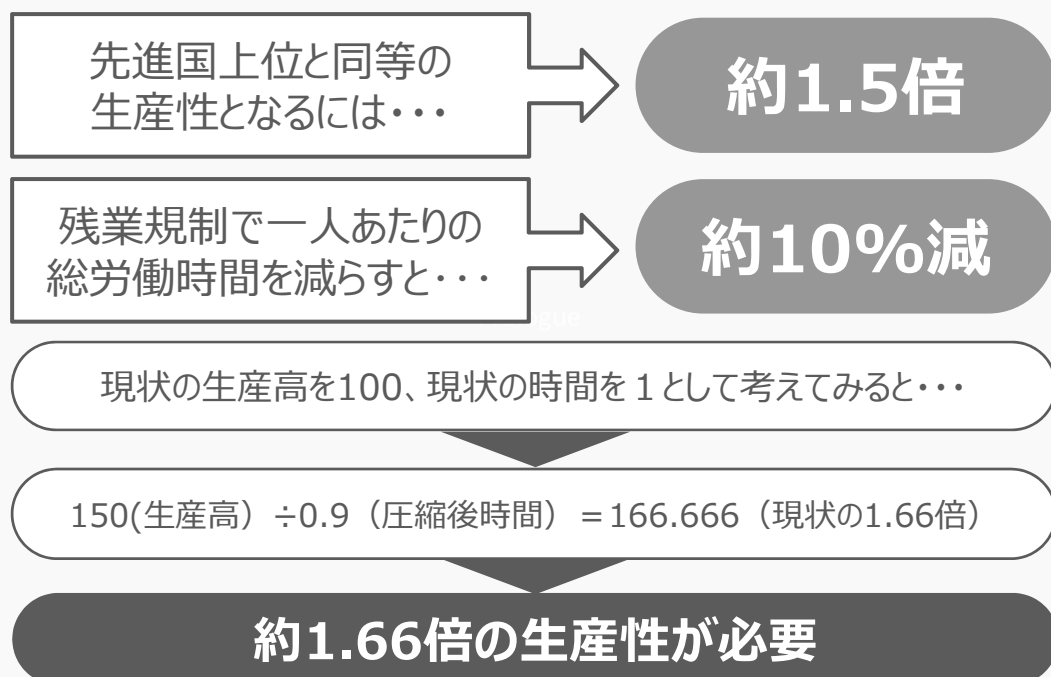 先進国上位と同等の
生産性となるには・・・
約1.5倍
残業規制で一人あたりの
総労働時間を減らすと・・・
約10%減
現状の生産高を100、現状の時間を１として考えてみると・・・
150(生産高）÷0.9（圧縮後時間）＝166.666（現状の1.66倍）
約1.66倍の生産性が必要